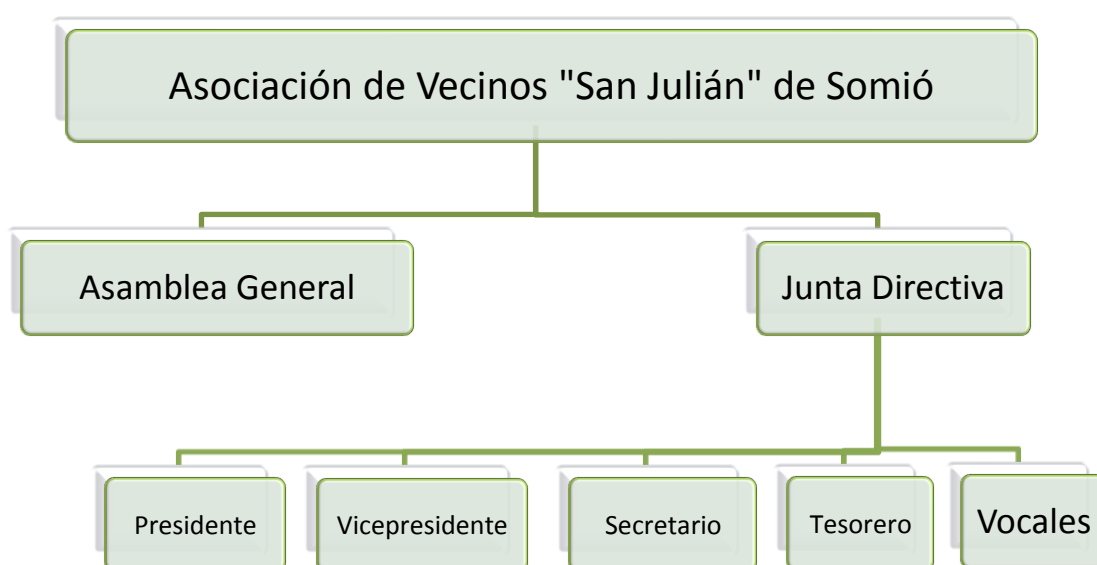 Asociación de Vecinos "San Julián" de Somió
Asamblea General
Junta Directiva
Presidente
Vicepresidente
Secretario
Tesorero
Vocales